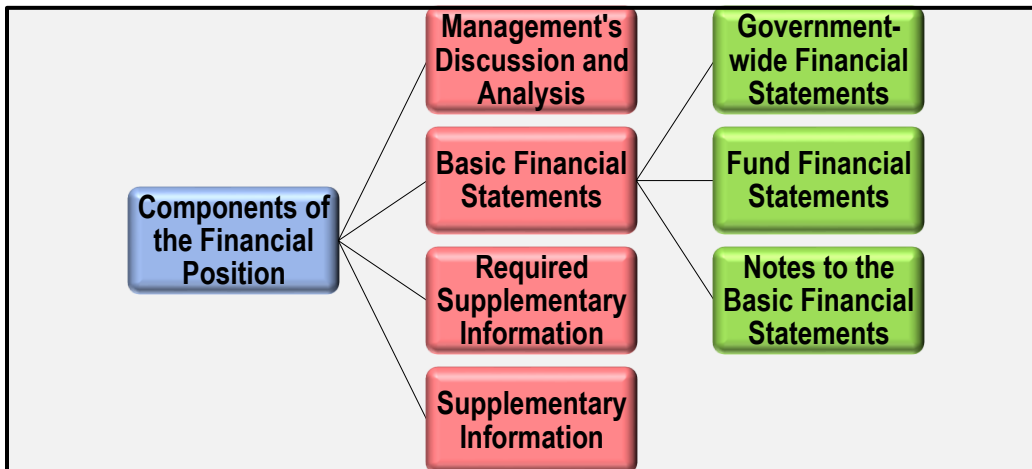 Components of
the Financial
Position
Management's
Discussion and
Analysis
Basic Financial
Statements
Required
Supplementary
Information
Supplementary
Information
Government-
wide Financial
Statements
Fund Financial
Statements
Notes to the
Basic Financial
Statements